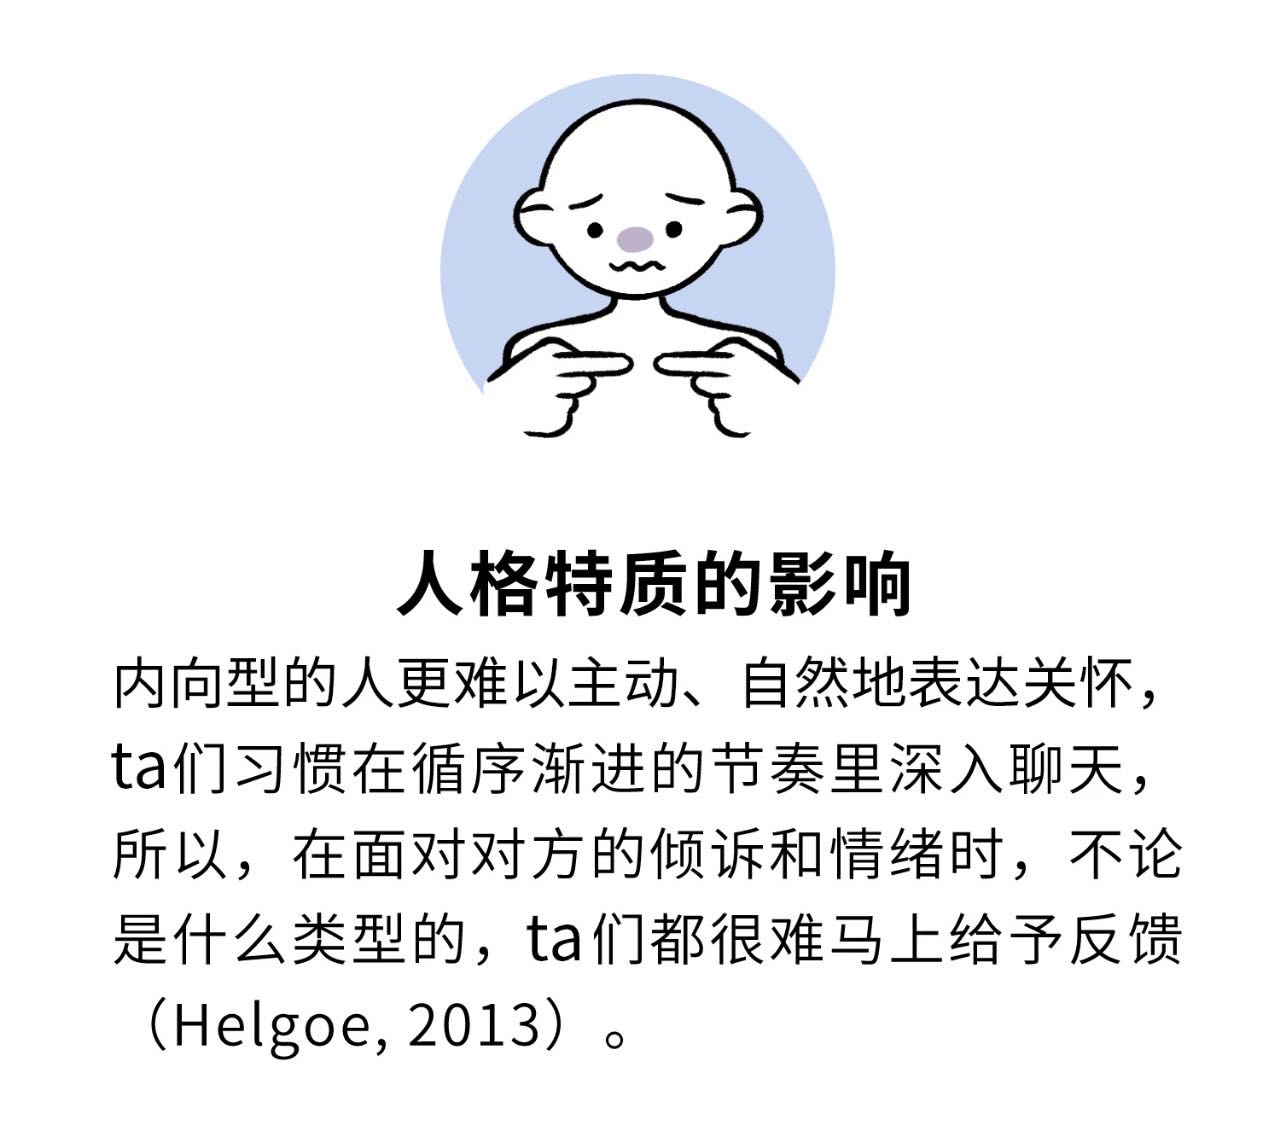 人格特质的影响
内向型的人更难以主动、自然地表达关怀，
ta们习惯在循序渐进的节奏里深入聊天，
所以，在面对对方的倾诉和情绪时，不论
是什么类型的，ta们都很难马上给予反馈
（Helgoe, 2013）。